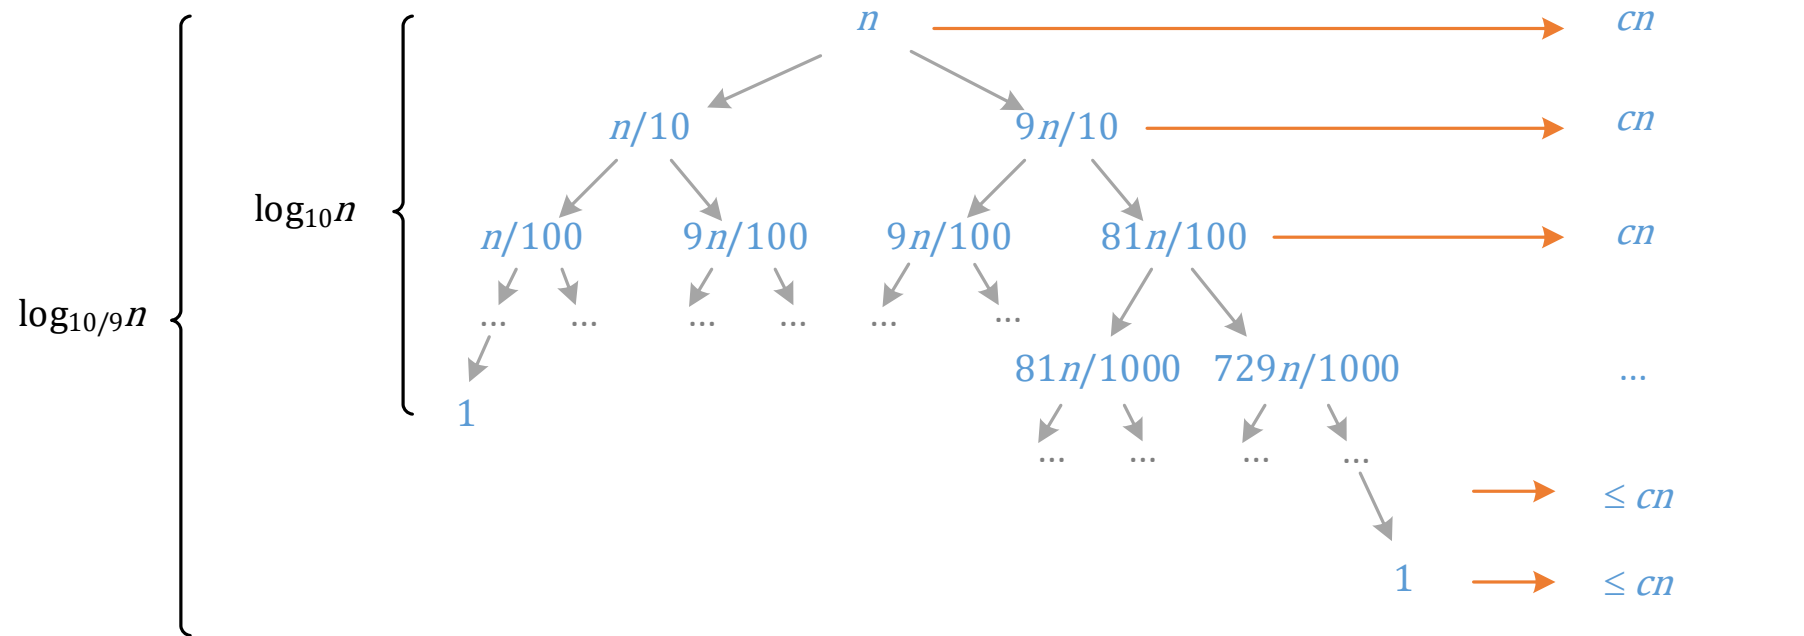 n cn
n/10 9n/10 cn
log₁₀n
n/100 9n/100 9n/100 81n/100 cn
log₁₀/₉n
... ... ... ... ... ...
81n/1000 729n/1000 ...
1
... ... ... ...
≤ cn
1 ≤ cn